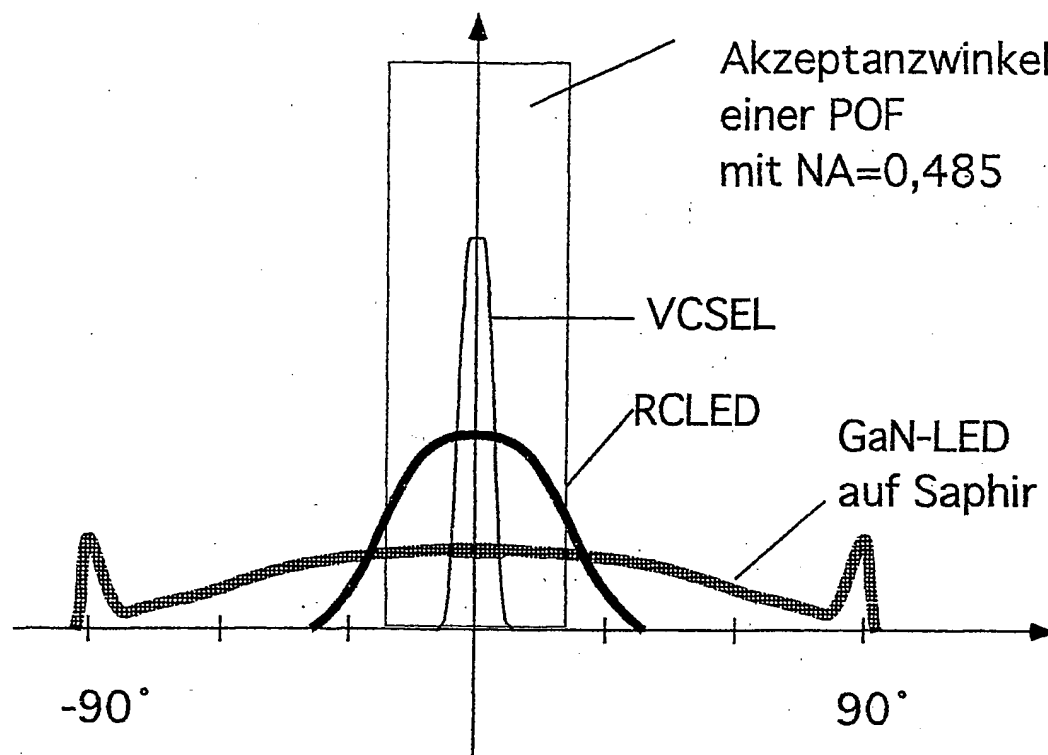 Akzeptanzwinkel
einer POF
mit NA=0,485
VCSEL
RCLED
GaN-LED
auf Saphir
-90°
90°